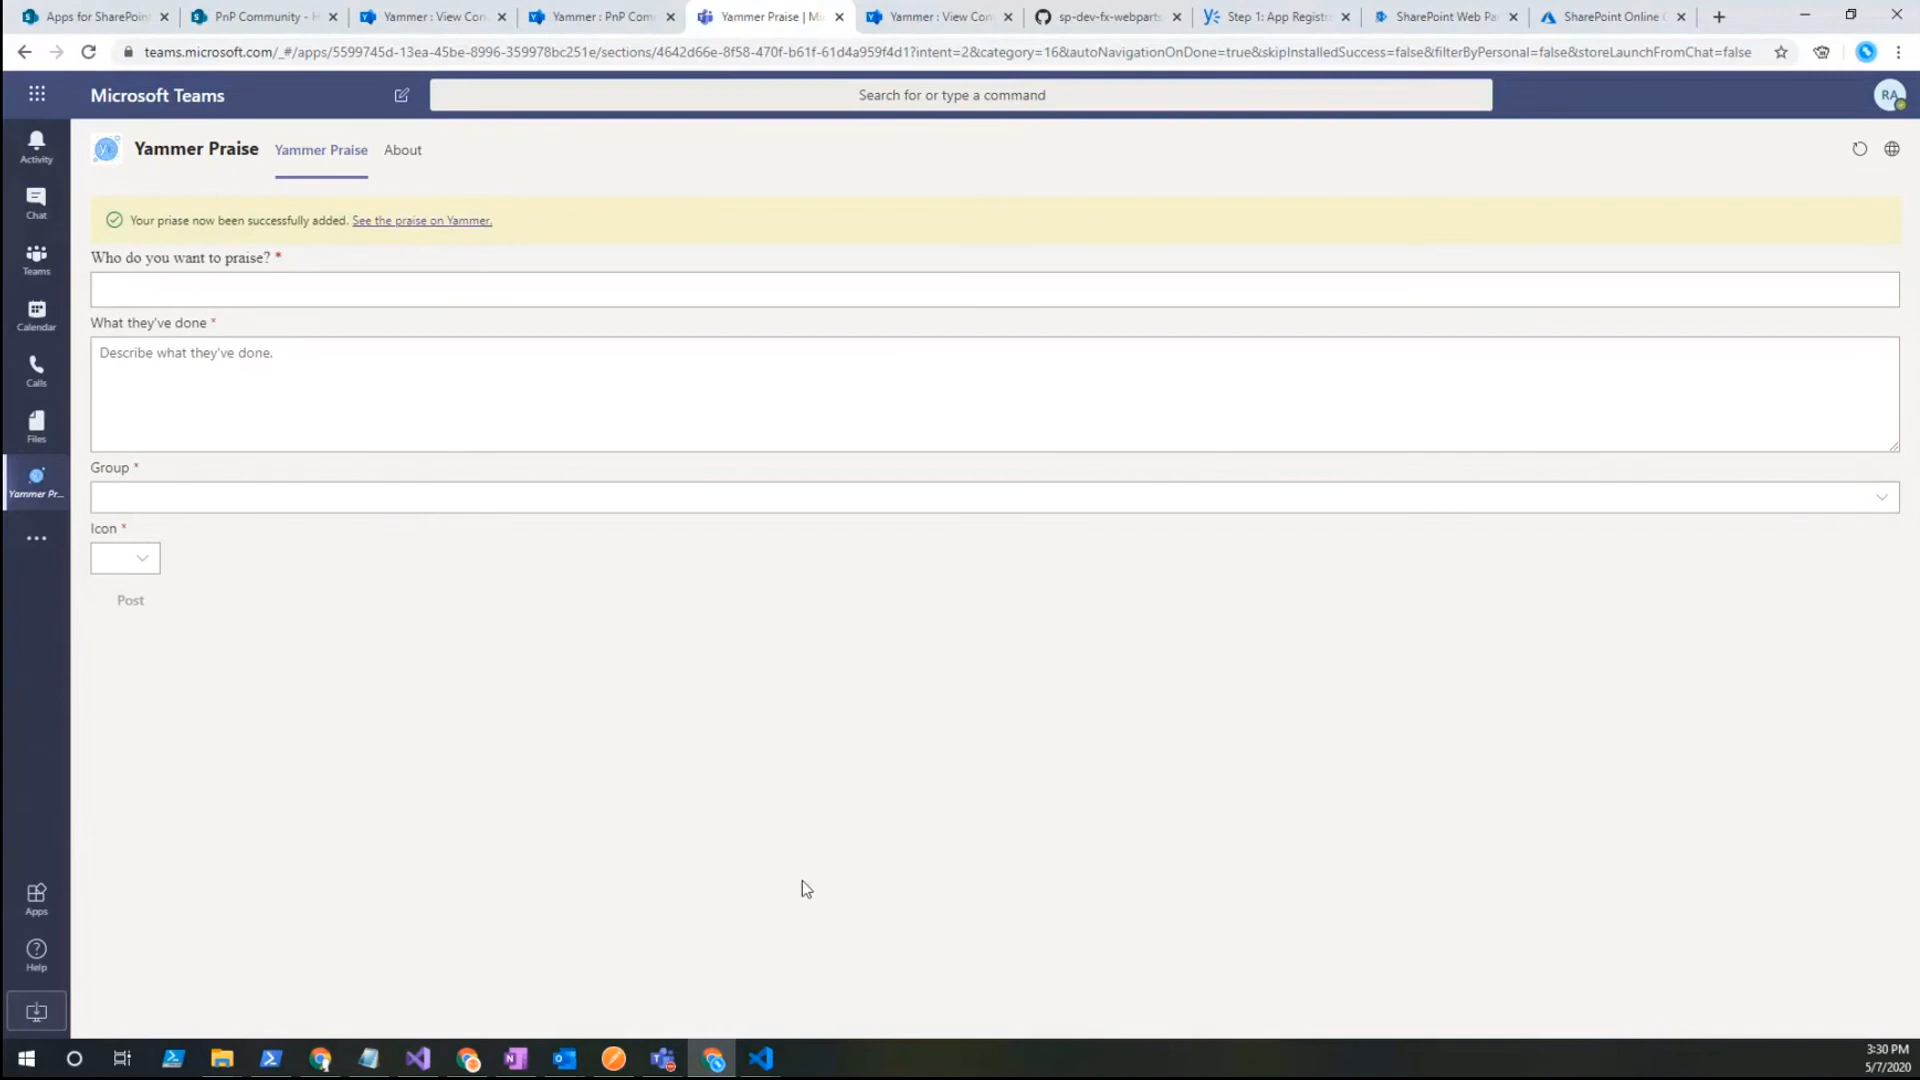 Apps for SharePoint
PnP Community - H
Yammer : View Con
Yammer : PnP Com
Yammer Praise | Mi
Yammer : View Con
sp-dev-fx-webparts
Step 1: App Registr
SharePoint Web Pa
SharePoint Online
teams.microsoft.com/_#/apps/5599745d-13ea-45be-8996-359978bc251e/sections/4642d66e-8f58-470f-b61f-61d4a959f4d1?intent=2&category=16&autoNavigationOnDone=true&skipInstalledSuccess=false&filterByPersonal=false&storeLaunchFromChat=false
Microsoft Teams
Search for or type a command
RA
Activity
Chat
Teams
Calendar
Calls
Files
Yammer Pr...
Apps
Help
Yammer Praise
Yammer Praise
About
Your priase now been successfully added. See the praise on Yammer.
Who do you want to praise? *
What they've done *
Describe what they've done.
Group *
Icon *
Post
3:30 PM
5/7/2020